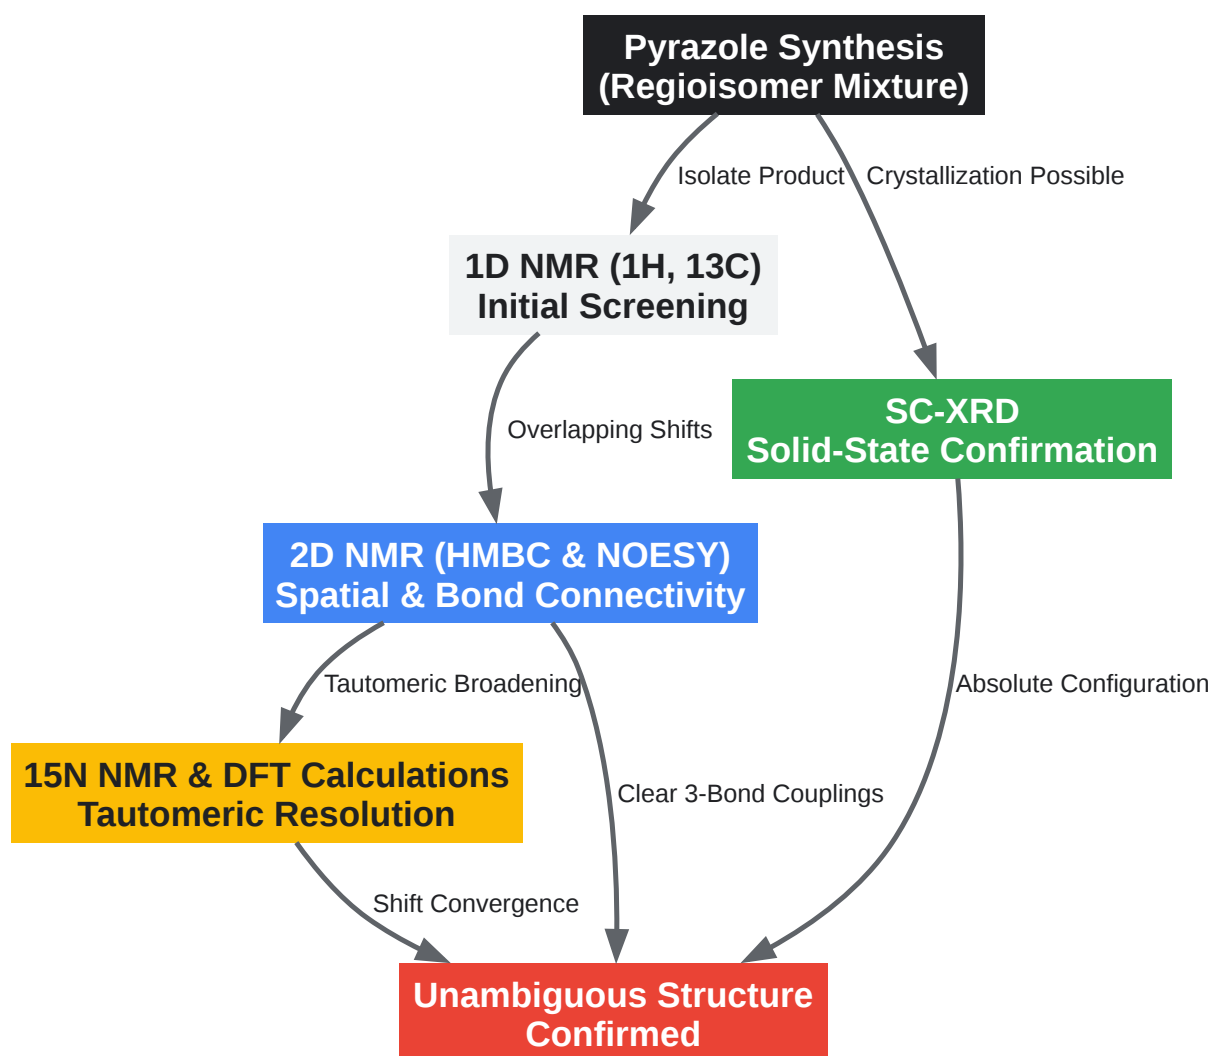 Pyrazole Synthesis
(Regioisomer Mixture)
Isolate Product
Crystallization Possible
1D NMR (1H, 13C)
Initial Screening
SC-XRD
Solid-State Confirmation
Overlapping Shifts
2D NMR (HMBC & NOESY)
Spatial & Bond Connectivity
Tautomeric Broadening
Absolute Configuration
15N NMR & DFT Calculations
Tautomeric Resolution
Clear 3-Bond Couplings
Shift Convergence
Unambiguous Structure
Confirmed